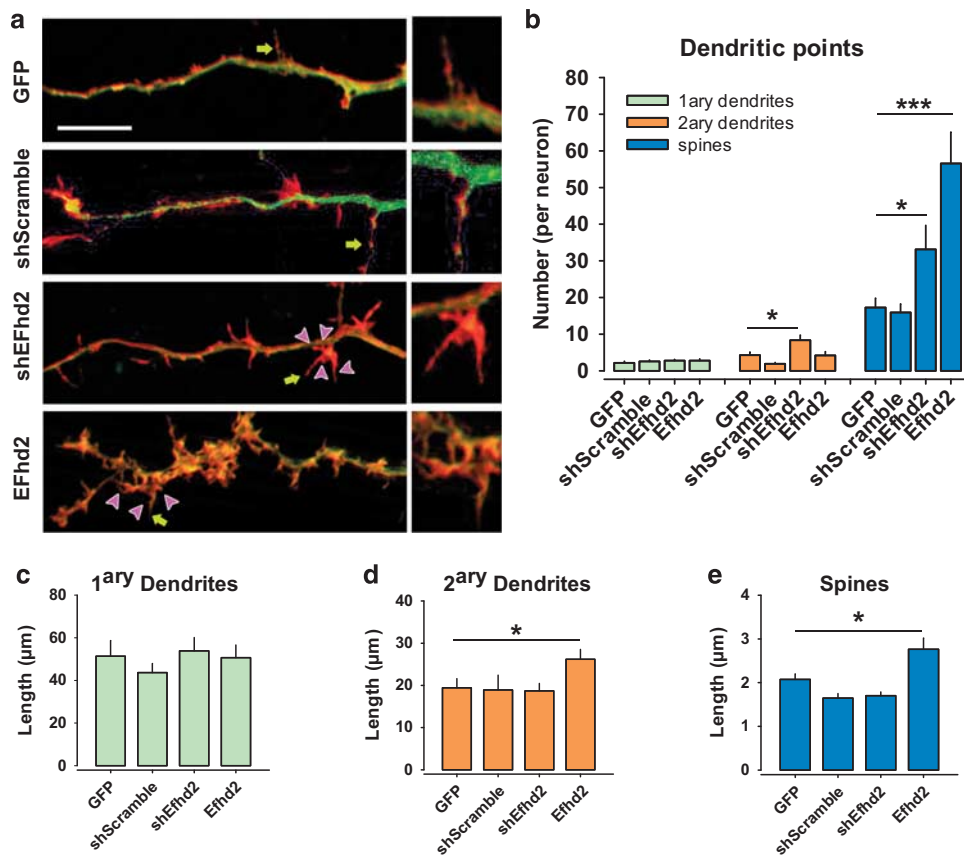 a
GFP
shScramble
shEFhd2
EFhd2
b
Dendritic points
Number (per neuron)
80
70
60
50
40
30
20
10
0
1ary dendrites
2ary dendrites
spines
*
*
***
GFP
shScramble
shEfhd2
Efhd2
GFP
shScramble
shEfhd2
Efhd2
GFP
shScramble
shEfhd2
Efhd2
c
1ary Dendrites
Length (µm)
80
60
40
20
0
GFP
shScramble
shEfhd2
Efhd2
d
2ary Dendrites
Length (µm)
40
30
20
10
0
*
GFP
shScramble
shEfhd2
Efhd2
e
Spines
Length (µm)
4
3
2
1
0
*
GFP
shScramble
shEfhd2
Efhd2